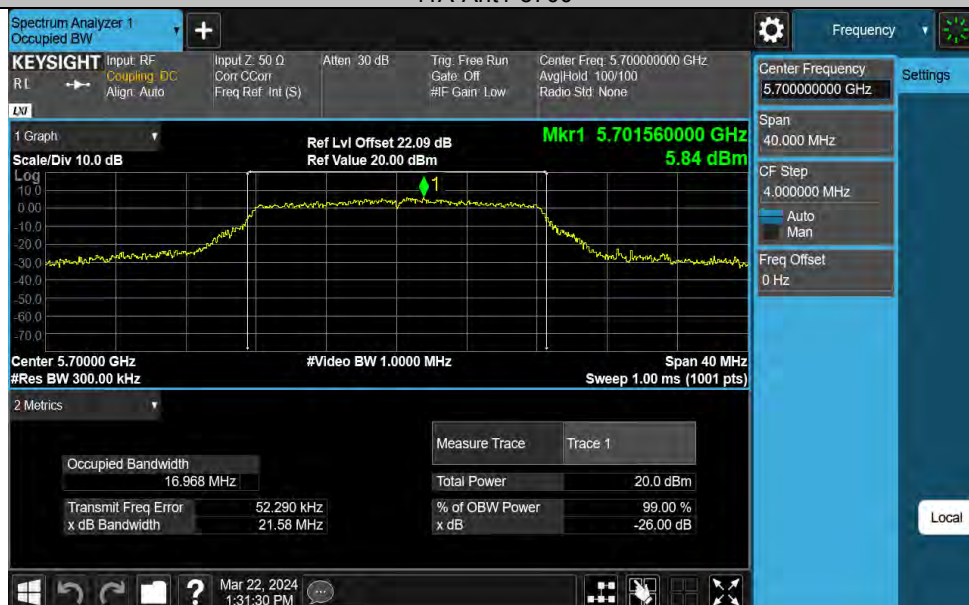 Spectrum Analyzer 1
Occupied BW
+
Frequency
KEYSIGHT
RL
LXI
Input: RF
Coupling: DC
Align: Auto
Input Z: 50 Ω
Corr CCorr
Freq Ref: Int (S)
Atten: 30 dB
Trig: Free Run
Gate: Off
#IF Gain: Low
Center Freq: 5.700000000 GHz
Avg|Hold: 100/100
Radio Std: None
Center Frequency
5.700000000 GHz
Settings
Span
40.000 MHz
CF Step
4.000000 MHz
Auto
Man
Freq Offset
0 Hz
1 Graph
Scale/Div 10.0 dB
Ref Lvl Offset 22.09 dB
Ref Value 20.00 dBm
Mkr1 5.701560000 GHz
5.84 dBm
Log
10.0
0.00
-10.0
-20.0
-30.0
-40.0
-50.0
-60.0
-70.0
1
Center 5.70000 GHz
#Video BW 1.0000 MHz
Span 40 MHz
#Res BW 300.00 kHz
Sweep 1.00 ms (1001 pts)
2 Metrics
Measure Trace Trace 1
Occupied Bandwidth
16.968 MHz
Total Power 20.0 dBm
Transmit Freq Error 52.290 kHz
% of OBW Power 99.00 %
x dB Bandwidth 21.58 MHz
x dB -26.00 dB
Local
?
Mar 22, 2024
1:31:30 PM